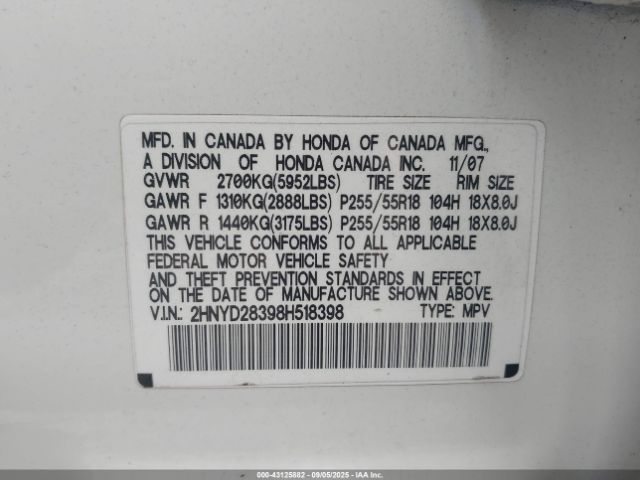 MFD. IN CANADA BY HONDA OF CANADA MFG.,
A DIVISION OF HONDA CANADA INC. 11/07
GVWR 2700KG(5952LBS) TIRE SIZE RIM SIZE
GAWR F 1310KG(2888LBS) P255/55R18 104H 18X8.0J
GAWR R 1440KG(3175LBS) P255/55R18 104H 18X8.0J
THIS VEHICLE CONFORMS TO ALL APPLICABLE
FEDERAL MOTOR VEHICLE SAFETY
AND THEFT PREVENTION STANDARDS IN EFFECT
ON THE DATE OF MANUFACTURE SHOWN ABOVE.
V.I.N.: 2HNYD28398H518398 TYPE: MPV
000-43125882 - 09/05/2025 - IAAI.COM